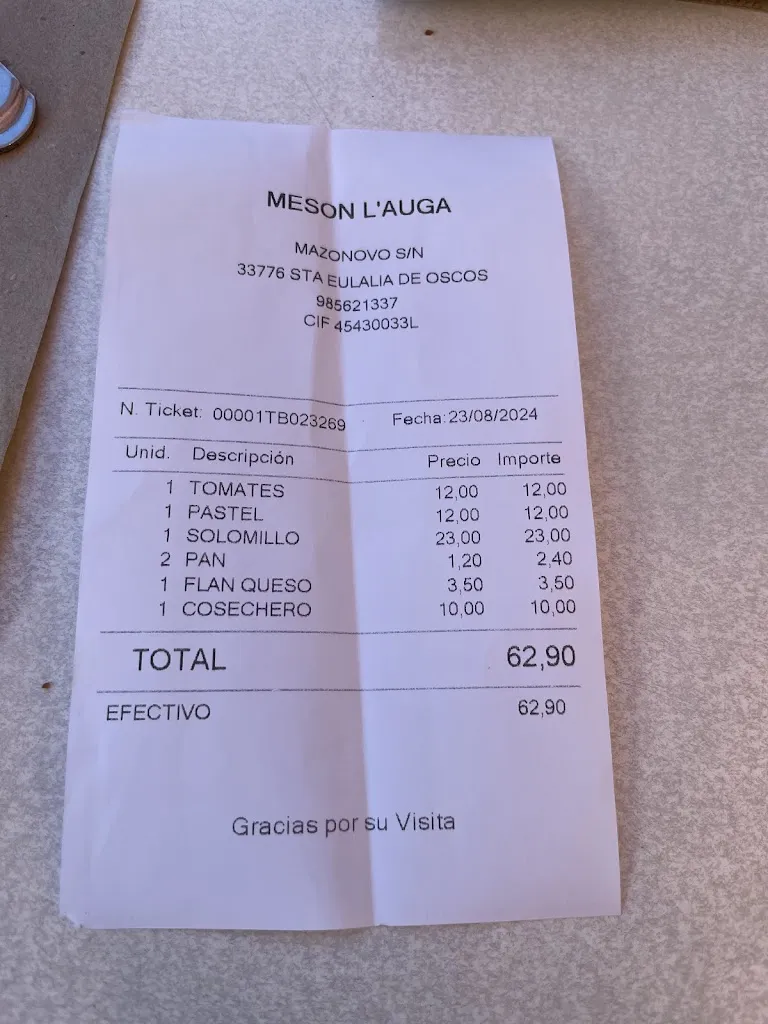 MESON L'AUGA
MAZONOVO S/N
33776 STA EULALIA DE OSCOS
985621337
CIF 45430033L
N. Ticket: 00001TB023269 Fecha:23/08/2024
Unid. Descripción Precio Importe
1 TOMATES 12,00 12,00
1 PASTEL 12,00 12,00
1 SOLOMILLO 23,00 23,00
2 PAN 1,20 2,40
1 FLAN QUESO 3,50 3,50
1 COSECHERO 10,00 10,00
TOTAL 62,90
EFECTIVO 62,90
Gracias por su Visita